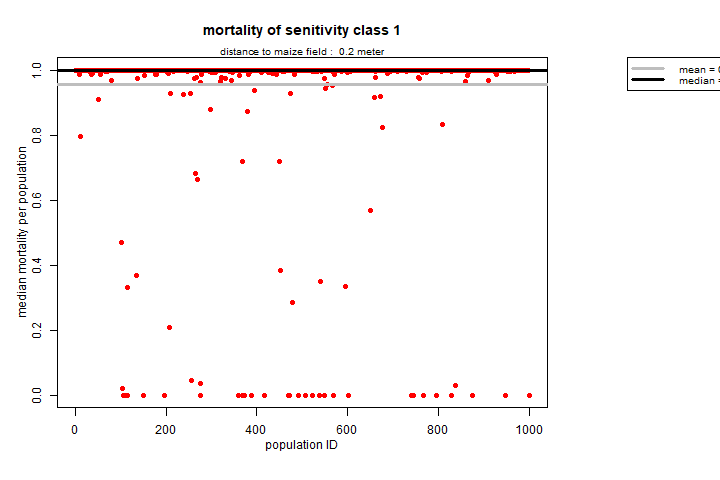 mortality of senitivity class 1
distance to maize field :  0.2 meter
mean = 0
median =
median mortality per population
1.0
0.8
0.6
0.4
0.2
0.0
0
200
400
600
800
1000
population ID